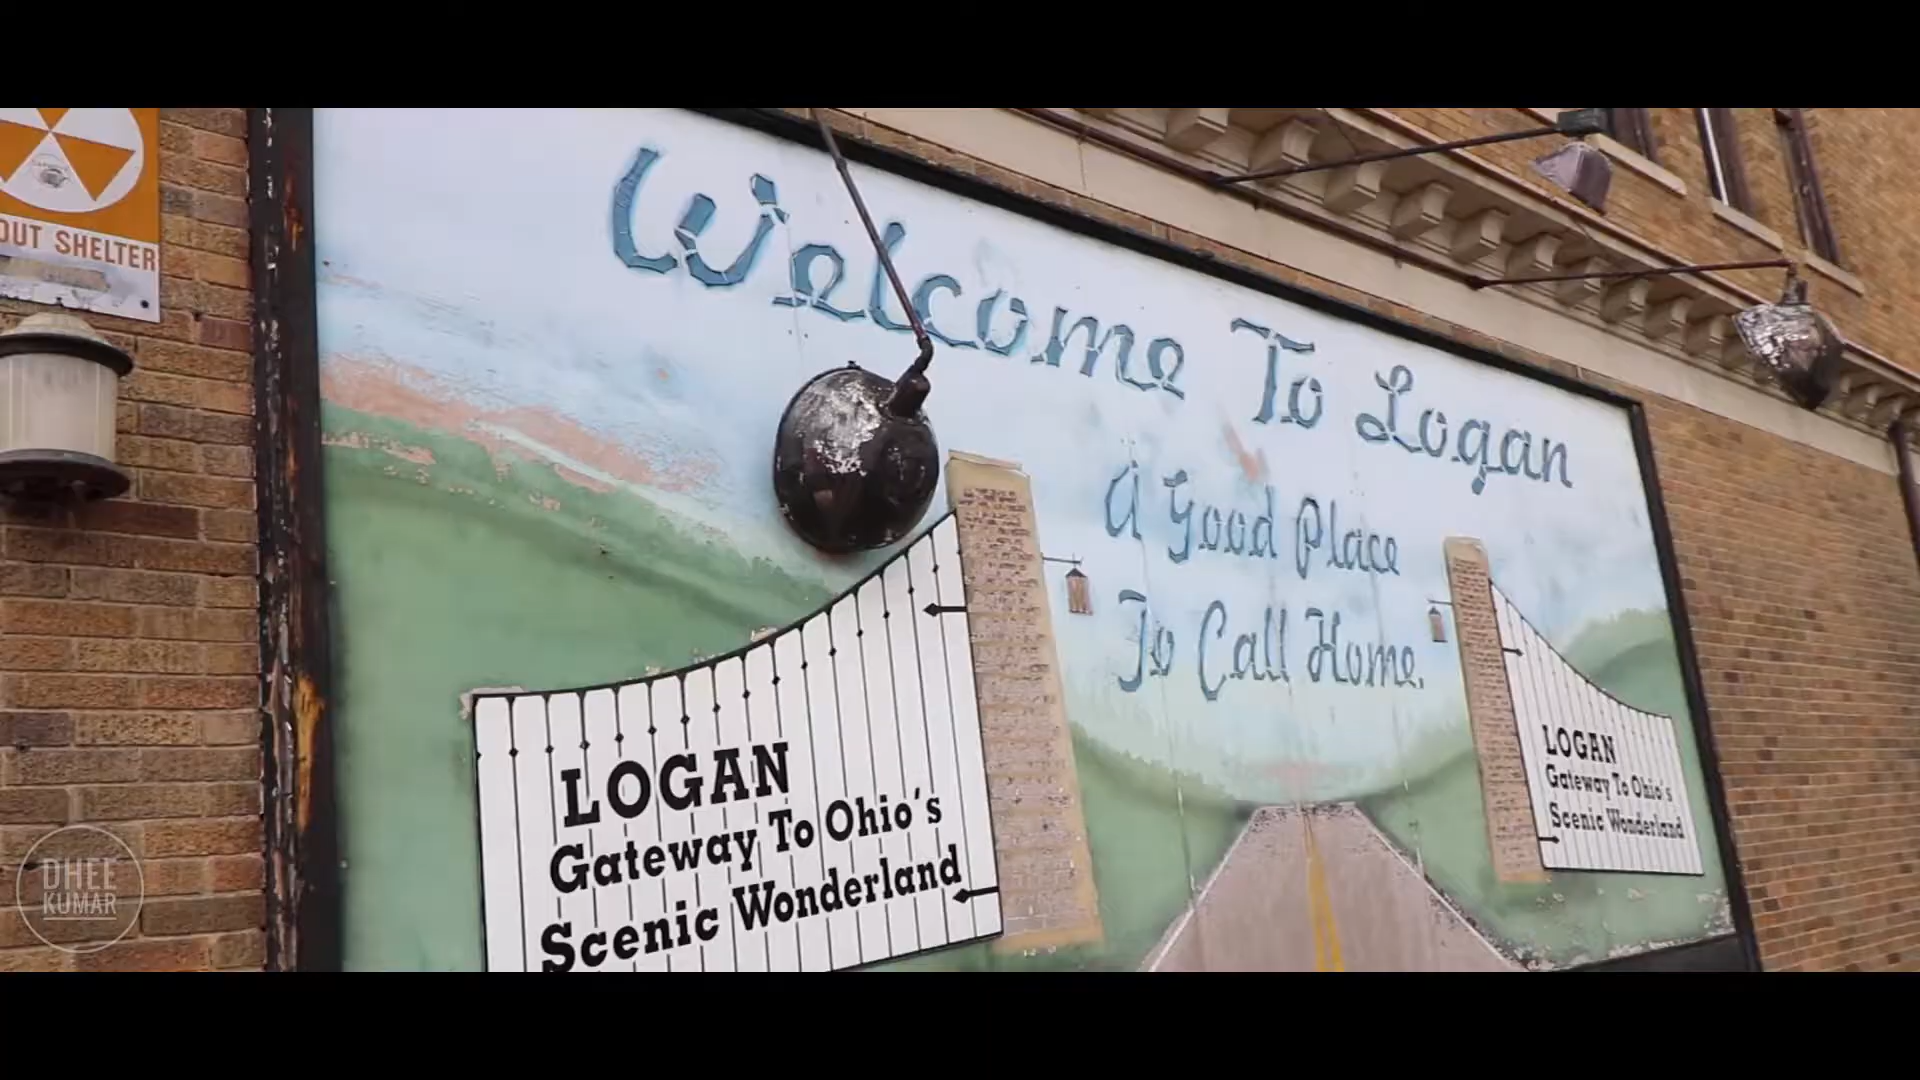 OUT SHELTER
Welcome To Logan
A Good Place
To Call Home.
LOGAN
Gateway To Ohio's
Scenic Wonderland
LOGAN
Gateway To Ohio's
Scenic Wonderland
DHEE
KUMAR